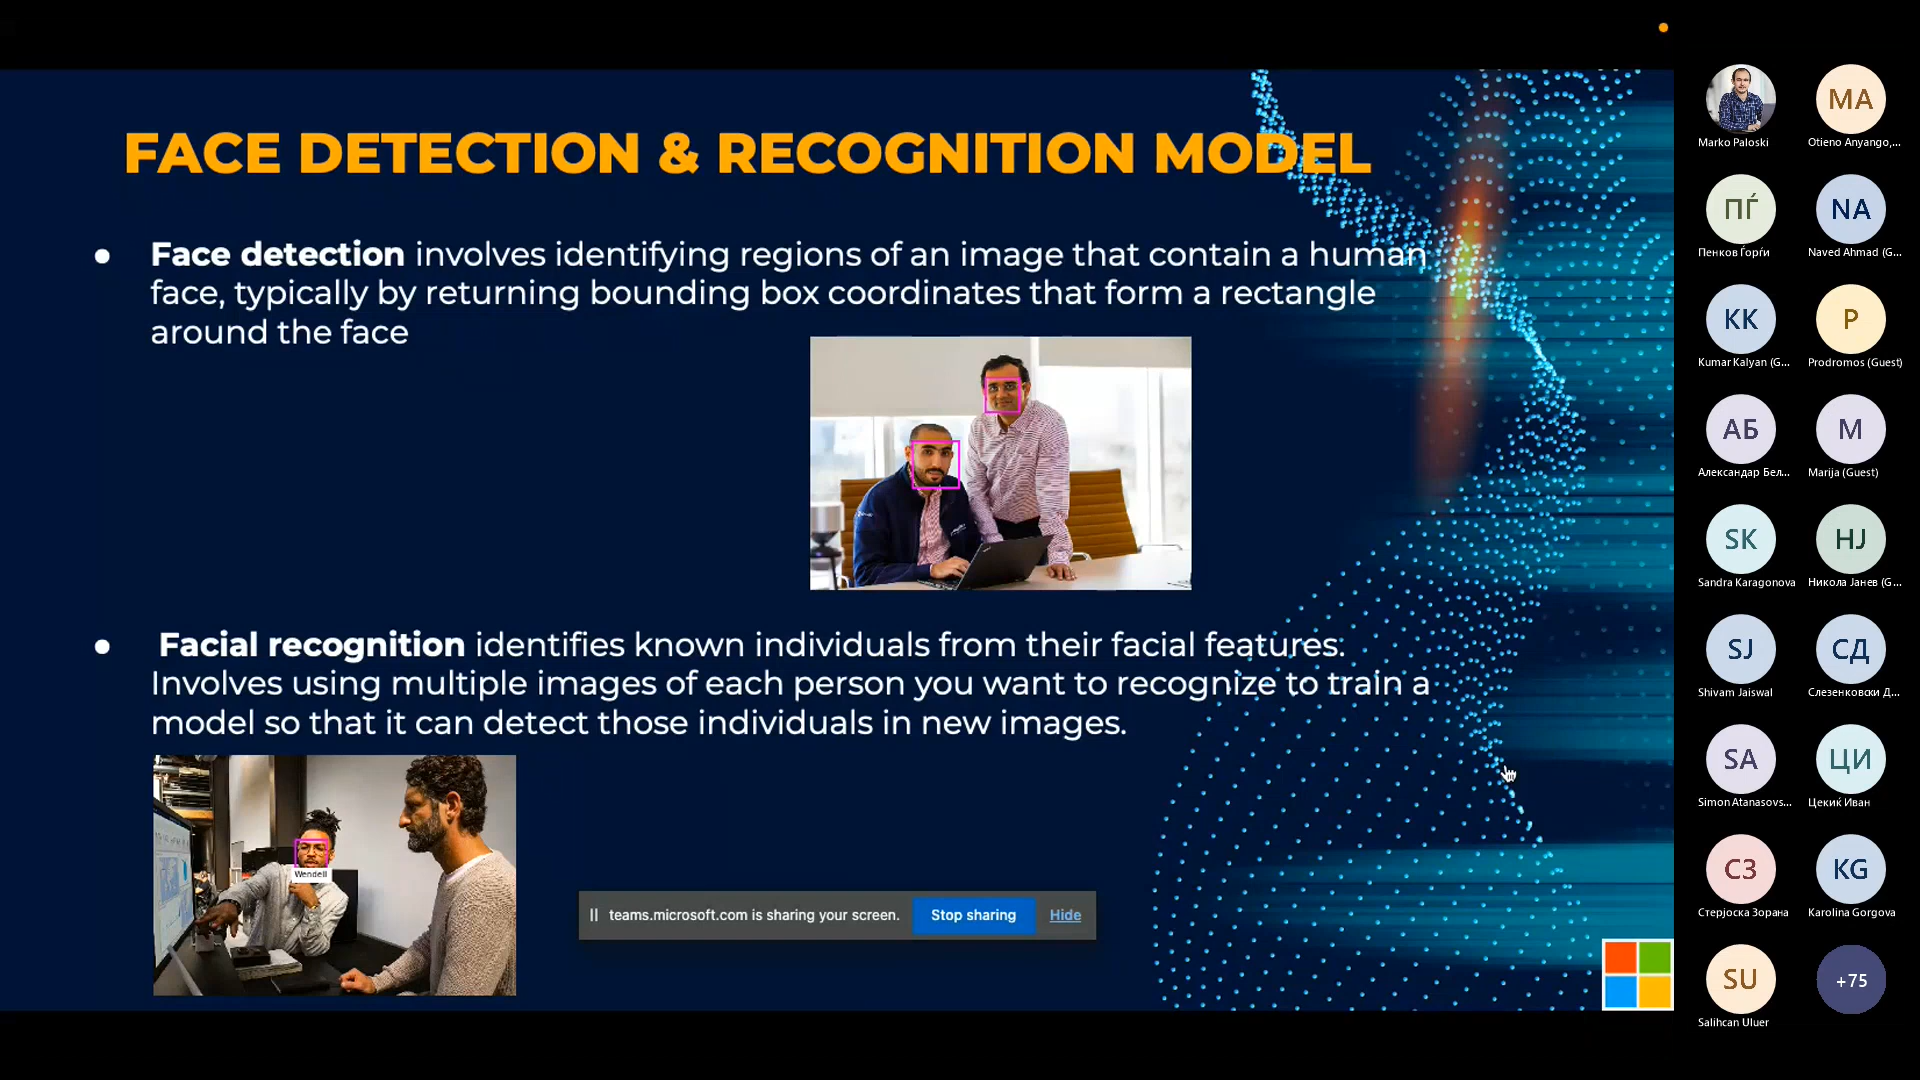 FACE DETECTION & RECOGNITION MODEL
● Face detection involves identifying regions of an image that contain a human
face, typically by returning bounding box coordinates that form a rectangle
around the face
● Facial recognition identifies known individuals from their facial features.
Involves using multiple images of each person you want to recognize to train a
model so that it can detect those individuals in new images.
Wendell
teams.microsoft.com is sharing your screen. Stop sharing Hide
Marko Paloski
MA
Otieno Anyango,...
ПЃ
Пенков Ѓорѓи
NA
Naved Ahmad (G...
KK
Kumar Kalyan (G...
P
Prodromos (Guest)
АБ
Александар Бел...
M
Marija (Guest)
SK
Sandra Karagonova
НЈ
Никола Јанев (G...
SJ
Shivam Jaiswal
СД
Слезенковски Д...
SA
Simon Atanasovs...
ЦИ
Цекиќ Иван
СЗ
Стерјоска Зорана
KG
Karolina Gorgova
SU
Salihcan Uluer
+75